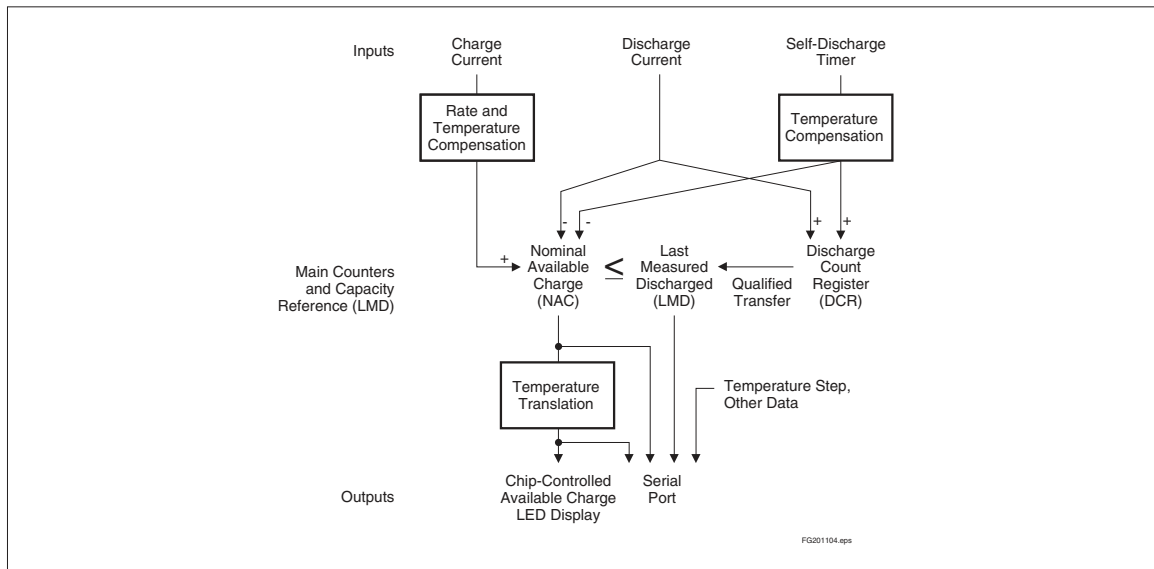 Inputs
Charge
Current
Discharge
Current
Self-Discharge
Timer
Rate and
Temperature
Compensation
Temperature
Compensation
-
-
+
+
+
Main Counters
and Capacity
Reference (LMD)
Nominal
Available
Charge
(NAC)
≤
Last
Measured
Discharged
(LMD)
Qualified
Transfer
Discharge
Count
Register
(DCR)
Temperature
Translation
Temperature Step,
Other Data
Outputs
Chip-Controlled
Available Charge
LED Display
Serial
Port
FG201104.eps